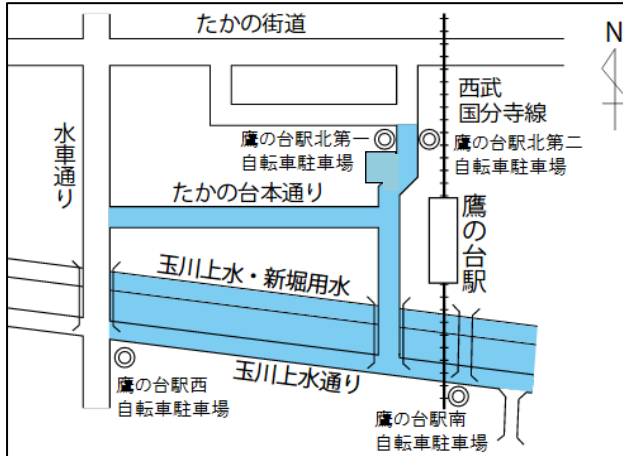 たかの街道
N
西武
国分寺線
水車通り
鷹の台駅北第一
自転車駐車場
鷹の台駅北第二
自転車駐車場
たかの台本通り
鷹の台駅
玉川上水・新堀用水
玉川上水通り
鷹の台駅西
自転車駐車場
鷹の台駅南
自転車駐車場